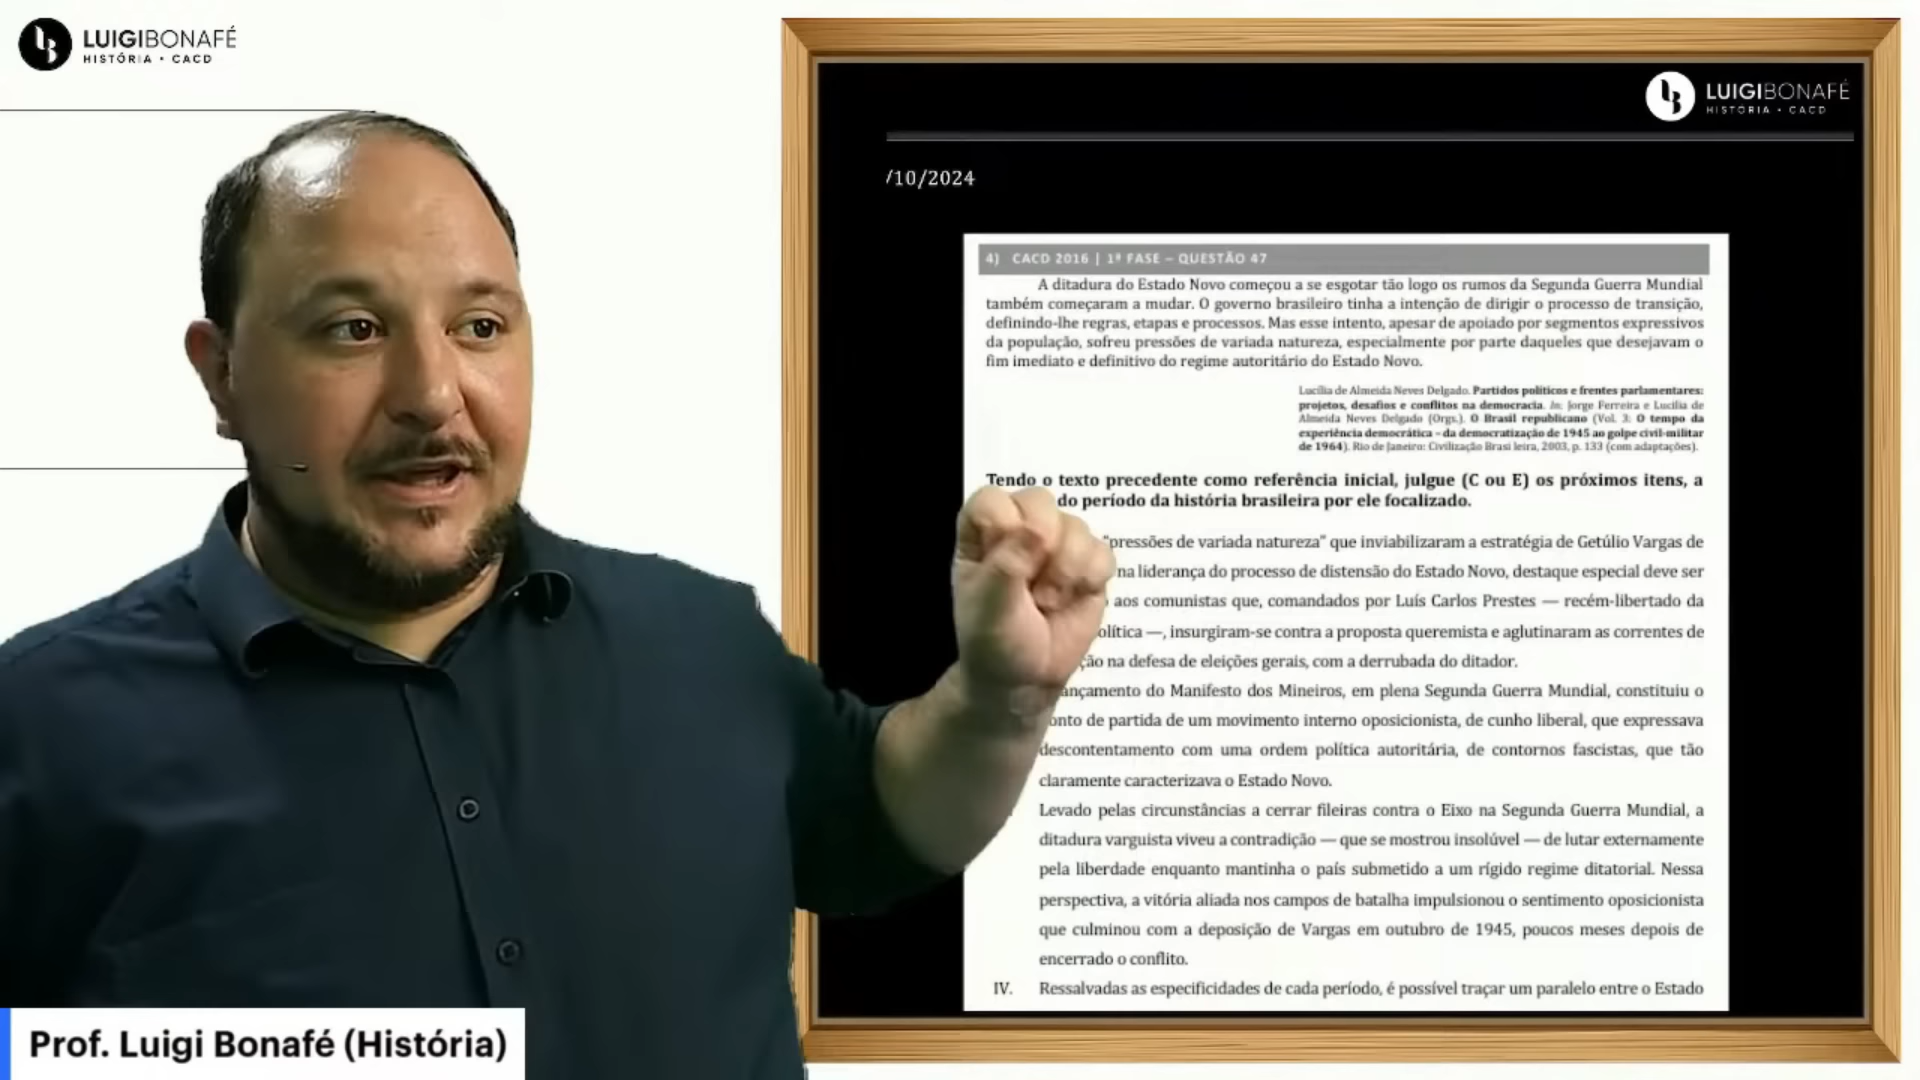 LUIGIBONAFÉ
HISTÓRIA • CACD
LUIGIBONAFÉ
HISTÓRIA • CACD
/10/2024
4) CACD 2016 | 1ª FASE – QUESTÃO 47
A ditadura do Estado Novo começou a se esgotar tão logo os rumos da Segunda Guerra Mundial
também começaram a mudar. O governo brasileiro tinha a intenção de dirigir o processo de transição,
definindo-lhe regras, etapas e processos. Mas esse intento, apesar de apoiado por segmentos expressivos
da população, sofreu pressões de variada natureza, especialmente por parte daqueles que desejavam o
fim imediato e definitivo do regime autoritário do Estado Novo.
Lucília de Almeida Neves Delgado. Partidos políticos e frentes parlamentares:
projetos, desafios e conflitos na democracia. In: Jorge Ferreira e Lucília de
Almeida Neves Delgado (Orgs.). O Brasil republicano (Vol. 3: O tempo da
experiência democrática – da democratização de 1945 ao golpe civil-militar
de 1964). Rio de Janeiro: Civilização Brasi leira, 2003, p. 133 (com adaptações).
Tendo o texto precedente como referência inicial, julgue (C ou E) os próximos itens, a
do período da história brasileira por ele focalizado.
“pressões de variada natureza” que inviabilizaram a estratégia de Getúlio Vargas de
na liderança do processo de distensão do Estado Novo, destaque especial deve ser
aos comunistas que, comandados por Luís Carlos Prestes — recém-libertado da
olítica —, insurgiram-se contra a proposta queremista e aglutinaram as correntes de
ção na defesa de eleições gerais, com a derrubada do ditador.
ançamento do Manifesto dos Mineiros, em plena Segunda Guerra Mundial, constituiu o
onto de partida de um movimento interno oposicionista, de cunho liberal, que expressava
descontentamento com uma ordem política autoritária, de contornos fascistas, que tão
claramente caracterizava o Estado Novo.
Levado pelas circunstâncias a cerrar fileiras contra o Eixo na Segunda Guerra Mundial, a
ditadura varguista viveu a contradição — que se mostrou insolúvel — de lutar externamente
pela liberdade enquanto mantinha o país submetido a um rígido regime ditatorial. Nessa
perspectiva, a vitória aliada nos campos de batalha impulsionou o sentimento oposicionista
que culminou com a deposição de Vargas em outubro de 1945, poucos meses depois de
encerrado o conflito.
IV. Ressalvadas as especificidades de cada período, é possível traçar um paralelo entre o Estado
Prof. Luigi Bonafé (História)